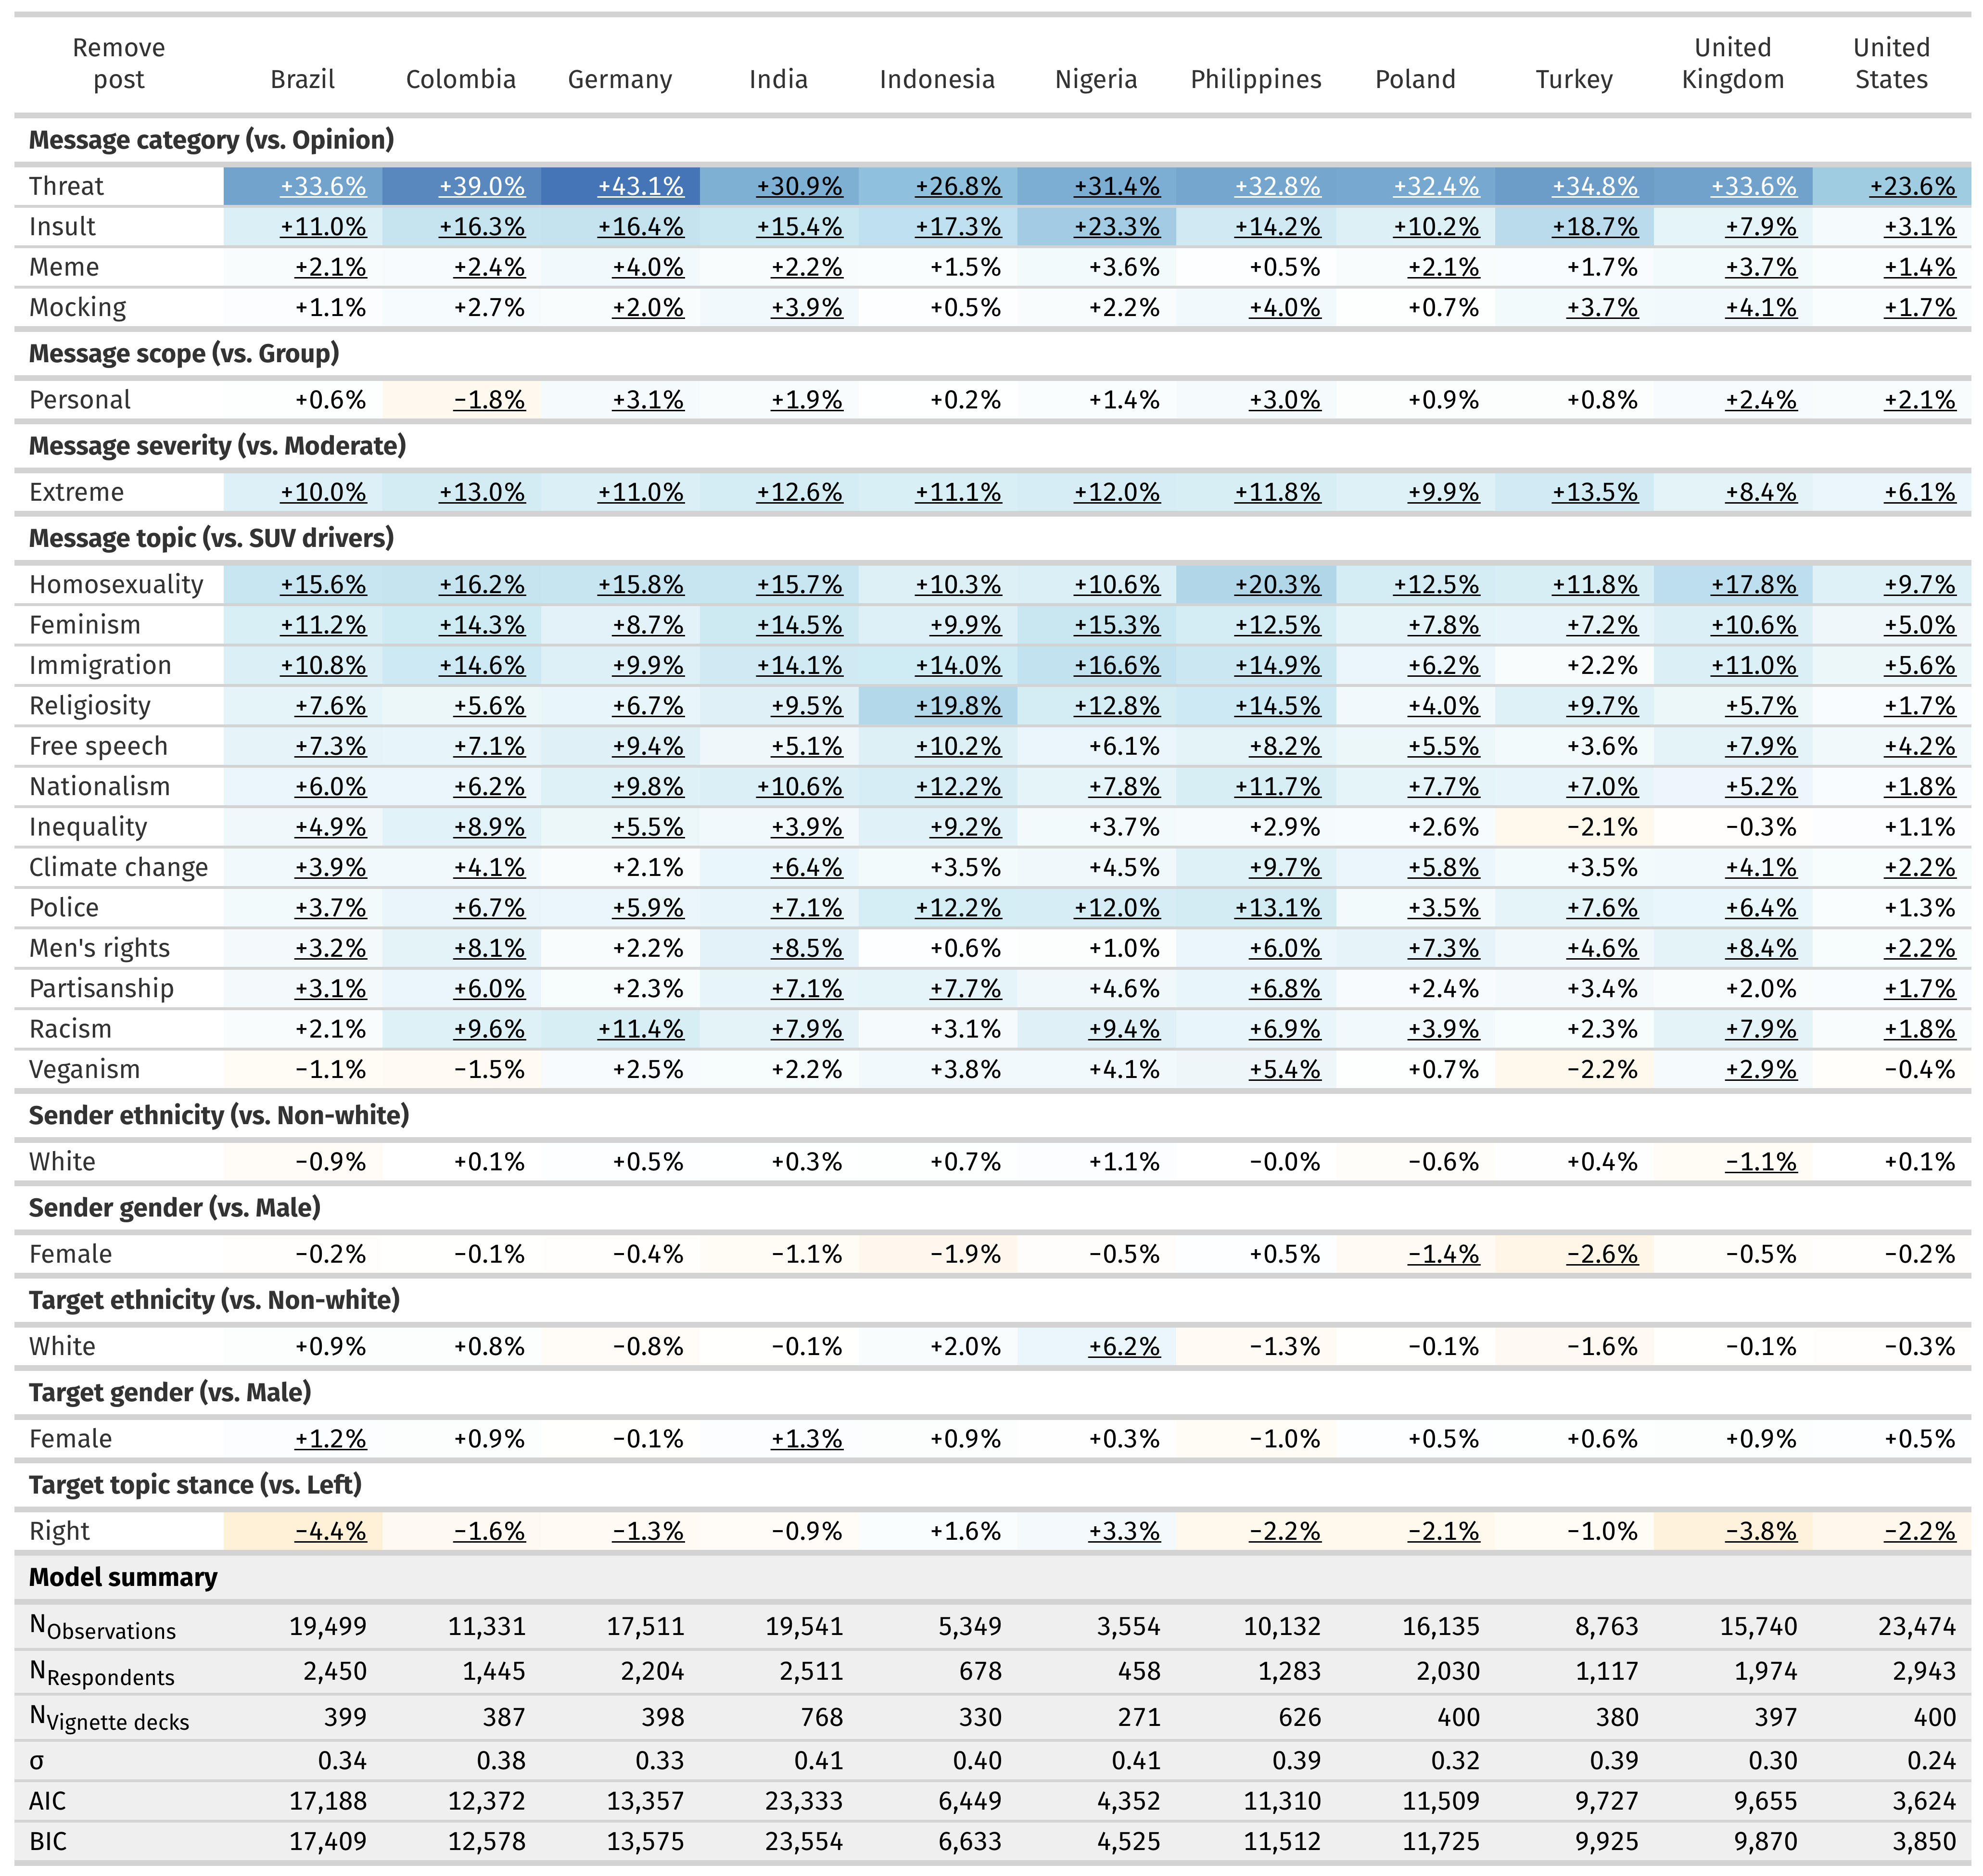 Remove post Brazil Colombia Germany India Indonesia Nigeria Philippines Poland Turkey United Kingdom United States
Message category (vs. Opinion)
Threat +33.6% +39.0% +43.1% +30.9% +26.8% +31.4% +32.8% +32.4% +34.8% +33.6% +23.6%
Insult +11.0% +16.3% +16.4% +15.4% +17.3% +23.3% +14.2% +10.2% +18.7% +7.9% +3.1%
Meme +2.1% +2.4% +4.0% +2.2% +1.5% +3.6% +0.5% +2.1% +1.7% +3.7% +1.4%
Mocking +1.1% +2.7% +2.0% +3.9% +0.5% +2.2% +4.0% +0.7% +3.7% +4.1% +1.7%
Message scope (vs. Group)
Personal +0.6% −1.8% +3.1% +1.9% +0.2% +1.4% +3.0% +0.9% +0.8% +2.4% +2.1%
Message severity (vs. Moderate)
Extreme +10.0% +13.0% +11.0% +12.6% +11.1% +12.0% +11.8% +9.9% +13.5% +8.4% +6.1%
Message topic (vs. SUV drivers)
Homosexuality +15.6% +16.2% +15.8% +15.7% +10.3% +10.6% +20.3% +12.5% +11.8% +17.8% +9.7%
Feminism +11.2% +14.3% +8.7% +14.5% +9.9% +15.3% +12.5% +7.8% +7.2% +10.6% +5.0%
Immigration +10.8% +14.6% +9.9% +14.1% +14.0% +16.6% +14.9% +6.2% +2.2% +11.0% +5.6%
Religiosity +7.6% +5.6% +6.7% +9.5% +19.8% +12.8% +14.5% +4.0% +9.7% +5.7% +1.7%
Free speech +7.3% +7.1% +9.4% +5.1% +10.2% +6.1% +8.2% +5.5% +3.6% +7.9% +4.2%
Nationalism +6.0% +6.2% +9.8% +10.6% +12.2% +7.8% +11.7% +7.7% +7.0% +5.2% +1.8%
Inequality +4.9% +8.9% +5.5% +3.9% +9.2% +3.7% +2.9% +2.6% −2.1% −0.3% +1.1%
Climate change +3.9% +4.1% +2.1% +6.4% +3.5% +4.5% +9.7% +5.8% +3.5% +4.1% +2.2%
Police +3.7% +6.7% +5.9% +7.1% +12.2% +12.0% +13.1% +3.5% +7.6% +6.4% +1.3%
Men's rights +3.2% +8.1% +2.2% +8.5% +0.6% +1.0% +6.0% +7.3% +4.6% +8.4% +2.2%
Partisanship +3.1% +6.0% +2.3% +7.1% +7.7% +4.6% +6.8% +2.4% +3.4% +2.0% +1.7%
Racism +2.1% +9.6% +11.4% +7.9% +3.1% +9.4% +6.9% +3.9% +2.3% +7.9% +1.8%
Veganism −1.1% −1.5% +2.5% +2.2% +3.8% +4.1% +5.4% +0.7% −2.2% +2.9% −0.4%
Sender ethnicity (vs. Non-white)
White −0.9% +0.1% +0.5% +0.3% +0.7% +1.1% −0.0% −0.6% +0.4% −1.1% +0.1%
Sender gender (vs. Male)
Female −0.2% −0.1% −0.4% −1.1% −1.9% −0.5% +0.5% −1.4% −2.6% −0.5% −0.2%
Target ethnicity (vs. Non-white)
White +0.9% +0.8% −0.8% −0.1% +2.0% +6.2% −1.3% −0.1% −1.6% −0.1% −0.3%
Target gender (vs. Male)
Female +1.2% +0.9% −0.1% +1.3% +0.9% +0.3% −1.0% +0.5% +0.6% +0.9% +0.5%
Target topic stance (vs. Left)
Right −4.4% −1.6% −1.3% −0.9% +1.6% +3.3% −2.2% −2.1% −1.0% −3.8% −2.2%
Model summary
NObservations 19,499 11,331 17,511 19,541 5,349 3,554 10,132 16,135 8,763 15,740 23,474
NRespondents 2,450 1,445 2,204 2,511 678 458 1,283 2,030 1,117 1,974 2,943
NVignette decks 399 387 398 768 330 271 626 400 380 397 400
σ 0.34 0.38 0.33 0.41 0.40 0.41 0.39 0.32 0.39 0.30 0.24
AIC 17,188 12,372 13,357 23,333 6,449 4,352 11,310 11,509 9,727 9,655 3,624
BIC 17,409 12,578 13,575 23,554 6,633 4,525 11,512 11,725 9,925 9,870 3,850